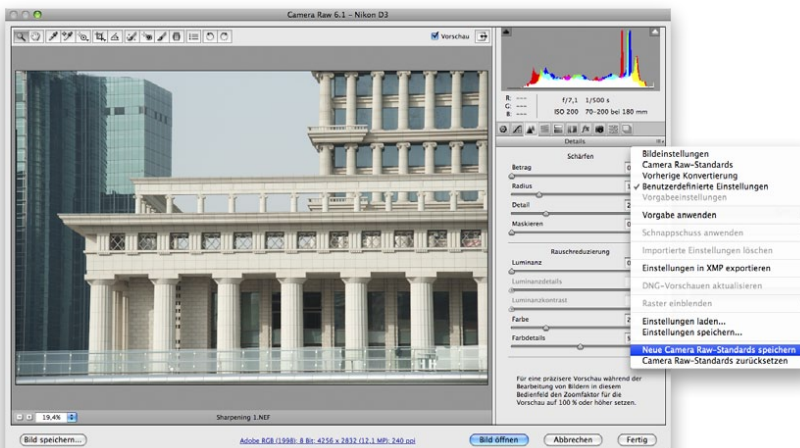 Camera Raw 6.1 – Nikon D3
Vorschau
R: ---
G: ---
B: ---
f/7,1 1/500 s
ISO 200 70-200 bei 180 mm
Details
Schärfen
Betrag
Radius
Detail
Maskieren
Rauschreduzierung
Luminanz
Luminanzdetails
Luminanzkontrast
Farbe
Farbdetails
Für eine präzisere Vorschau während der
Bearbeitung von Bildern in diesem
Bedienfeld den Zoomfaktor für die
Vorschau auf 100 % oder höher setzen.
Bildeinstellungen
Camera Raw-Standards
Vorherige Konvertierung
✓ Benutzerdefinierte Einstellungen
Vorgabeeinstellungen
Vorgabe anwenden
Schnappschuss anwenden
Importierte Einstellungen löschen
Einstellungen in XMP exportieren
DNG-Vorschauen aktualisieren
Raster einblenden
Einstellungen laden...
Einstellungen speichern...
Neue Camera Raw-Standards speichern
Camera Raw-Standards zurücksetzen
19,4%
Sharpening 1.NEF
Bild speichern...
Adobe RGB (1998); 8 Bit; 4256 x 2832 (12,1 MP); 240 ppi
Bild öffnen
Abbrechen
Fertig